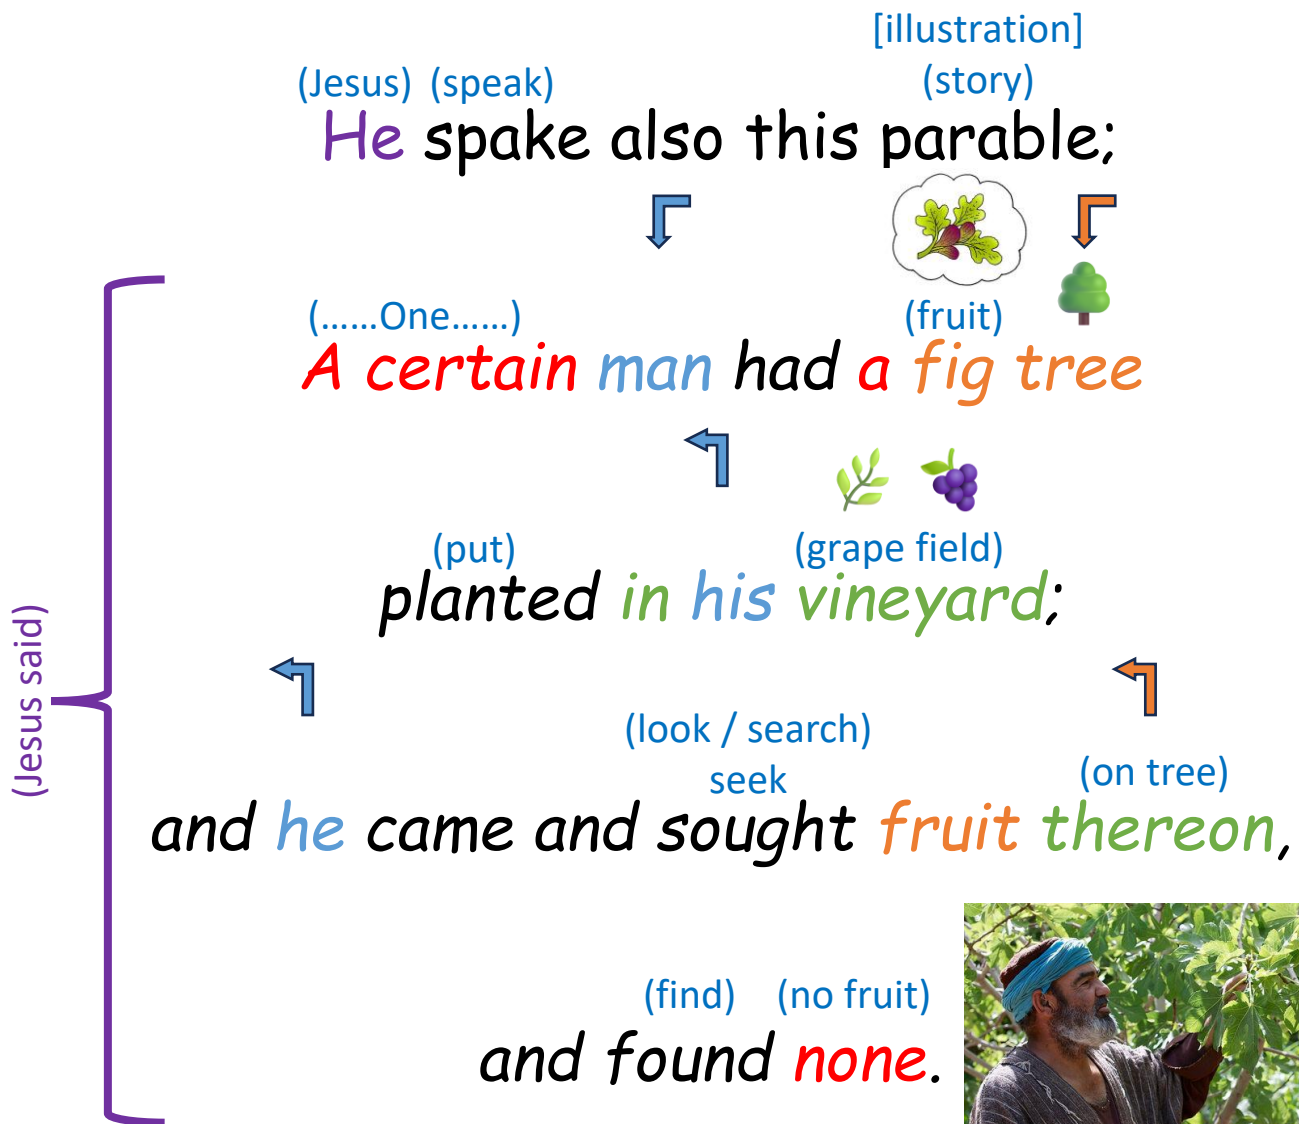 [illustration]
(Jesus) (speak) (story)
He spake also this parable;
(......One......) (fruit)
A certain man had a fig tree
(put) (grape field)
planted in his vineyard;
(Jesus said)
(look / search)
seek (on tree)
and he came and sought fruit thereon,
(find) (no fruit)
and found none.